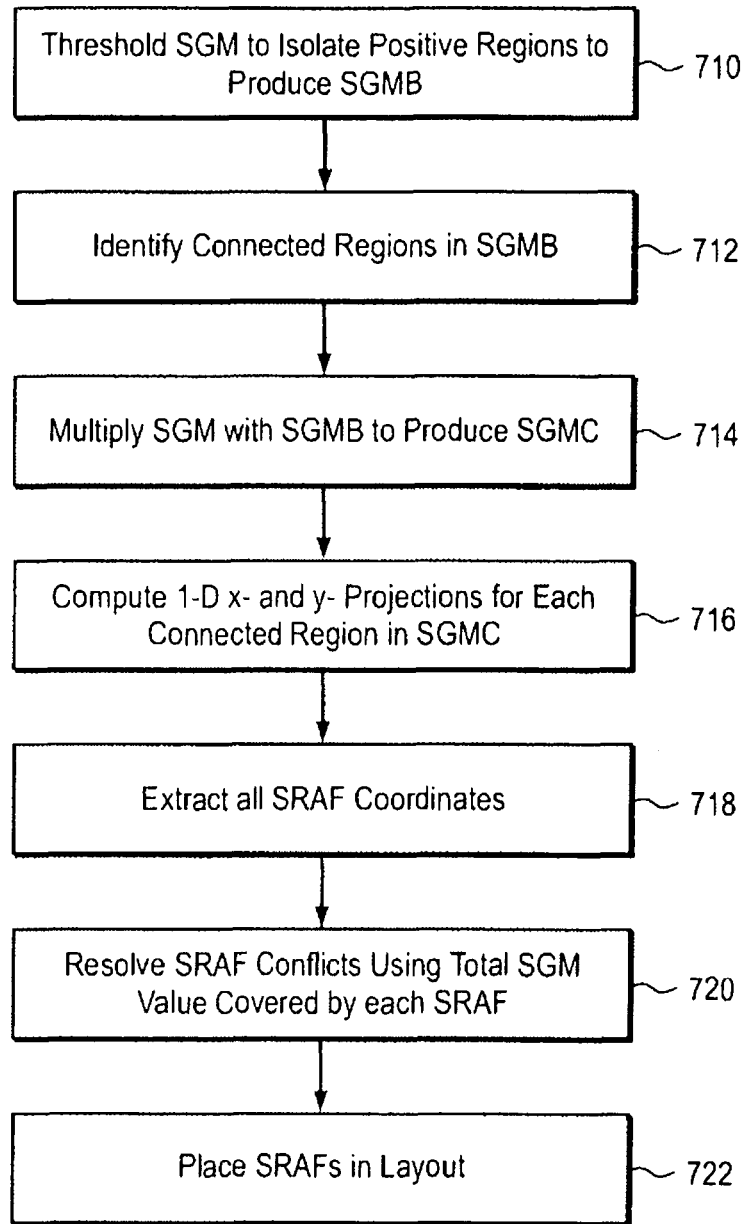 Threshold SGM to Isolate Positive Regions to
Produce SGMB
710
Identify Connected Regions in SGMB
712
Multiply SGM with SGMB to Produce SGMC
714
Compute 1-D x- and y- Projections for Each
Connected Region in SGMC
716
Extract all SRAF Coordinates
718
Resolve SRAF Conflicts Using Total SGM
Value Covered by each SRAF
720
Place SRAFs in Layout
722